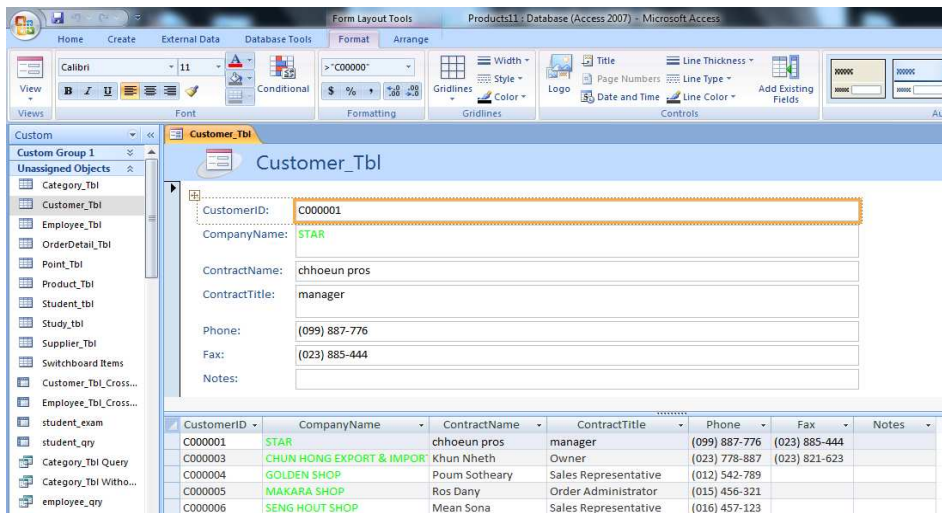 Form Layout Tools Products11 : Database (Access 2007) - Microsoft Access
Home Create External Data Database Tools Format Arrange
Calibri 11 >"C00000" Width Style Color Title Page Numbers Date and Time Line Thickness Line Type Line Color
View B I U Conditional $ % , Gridlines Logo Add Existing Fields
Views Font Formatting Gridlines Controls
Custom
Custom Group 1
Unassigned Objects
Category_Tbl
Customer_Tbl
Employee_Tbl
OrderDetail_Tbl
Point_Tbl
Product_Tbl
Student_tbl
Study_tbl
Supplier_Tbl
Switchboard Items
Customer_Tbl_Cross...
Employee_Tbl_Cross...
student_exam
student_qry
Category_Tbl Query
Category_Tbl Witho...
employee_qry
Customer_Tbl
Customer_Tbl
CustomerID: C000001
CompanyName: STAR
ContractName: chhoeun pros
ContractTitle: manager
Phone: (099) 887-776
Fax: (023) 885-444
Notes:
CustomerID CompanyName ContractName ContractTitle Phone Fax Notes
C000001 STAR chhoeun pros manager (099) 887-776 (023) 885-444
C000003 CHUN HONG EXPORT & IMPOR Khun Nheth Owner (023) 778-887 (023) 821-623
C000004 GOLDEN SHOP Poum Sotheary Sales Representative (012) 542-789
C000005 MAKARA SHOP Ros Dany Order Administrator (015) 456-321
C000006 SENG HOUT SHOP Mean Sona Sales Representative (016) 457-123